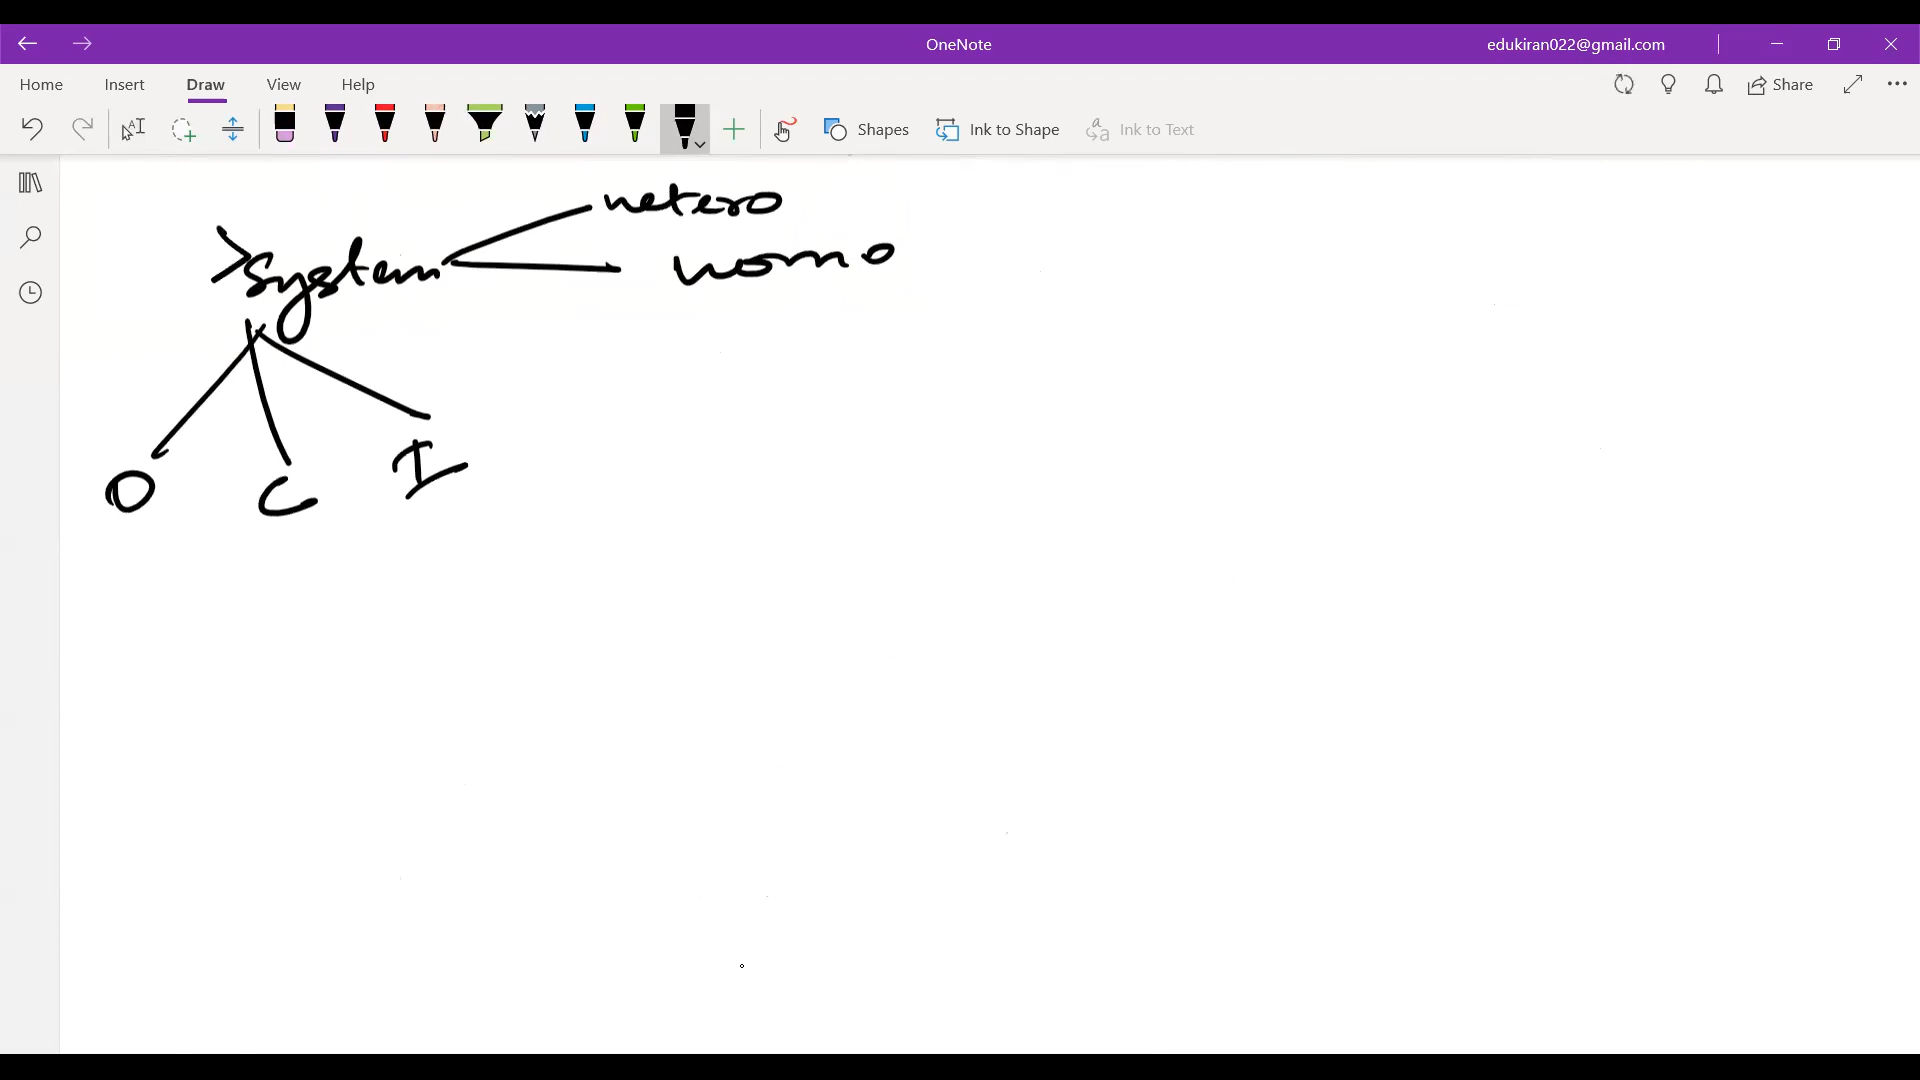 OneNote
edukiran022@gmail.com
Home Insert Draw View Help
Share
Shapes Ink to Shape Ink to Text
hetero
system homo
O C I